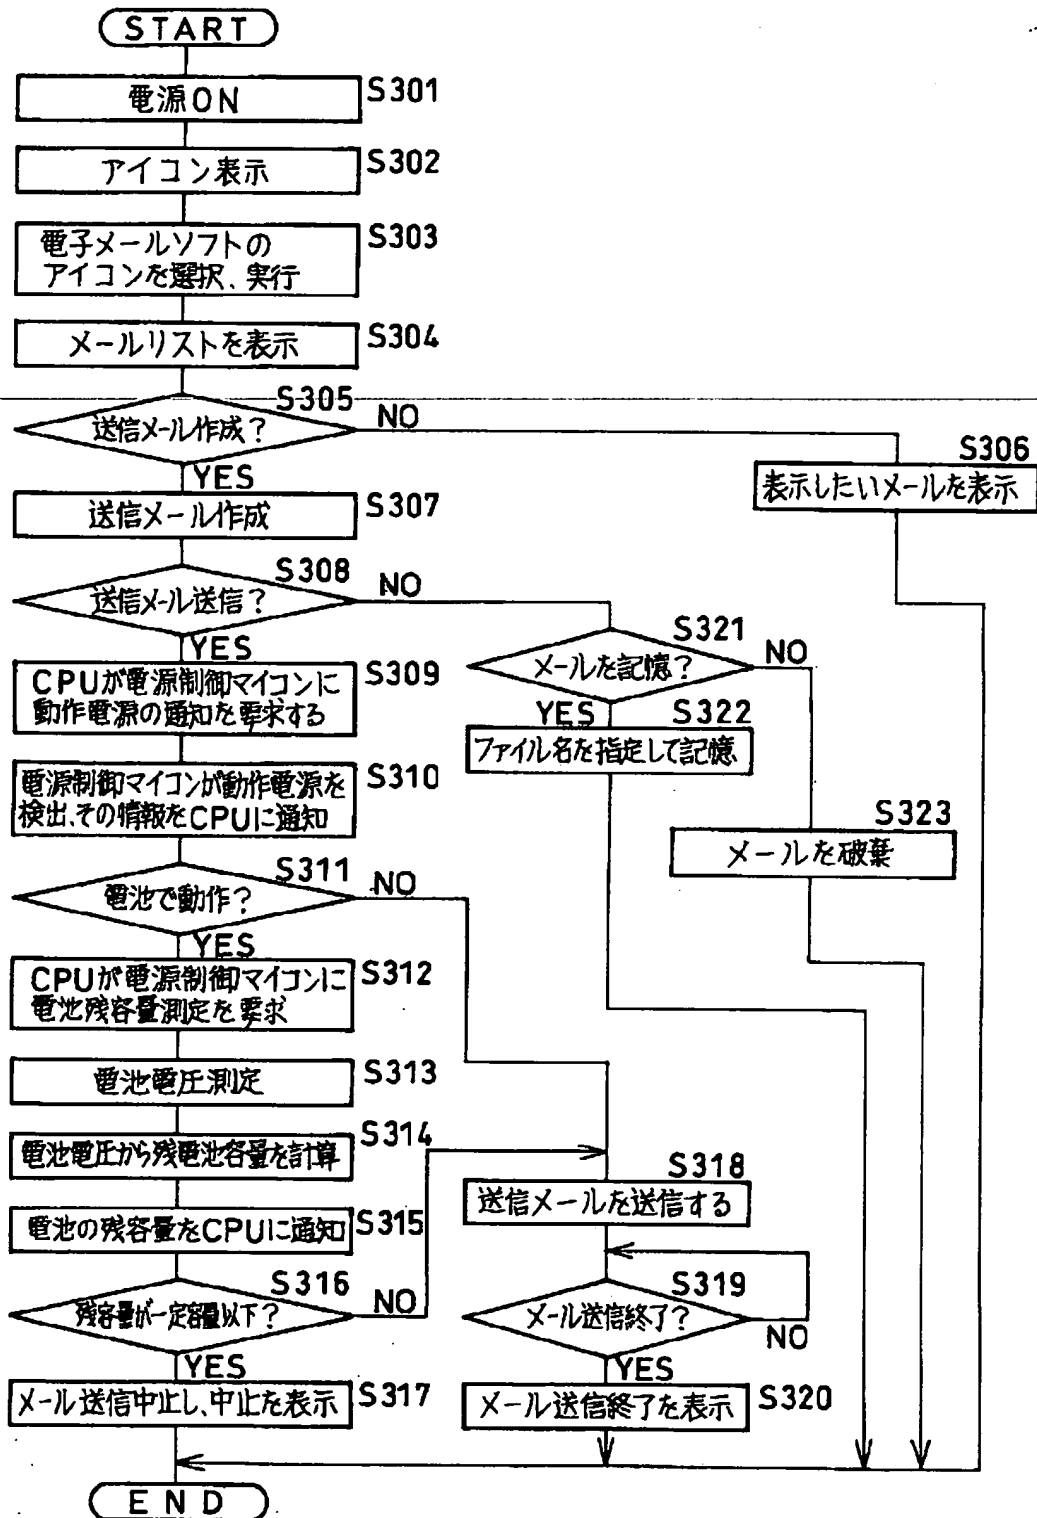 START
電源ON
S301
アイコン表示
S302
電子メールソフトの
アイコンを選択、実行
S303
メールリストを表示
S304
S305
送信メール作成?
NO
YES
S306
表示したいメールを表示
送信メール作成
S307
S308
送信メール送信?
NO
YES
S321
メールを記憶?
NO
YES
S322
ファイル名を指定して記憶
S323
メールを破棄
CPUが電源制御マイコンに
動作電源の通知を要求する
S309
電源制御マイコンが動作電源を
検出、その情報をCPUに通知
S310
S311
電池で動作?
NO
YES
CPUが電源制御マイコンに
電池残容量測定を要求
S312
電池電圧測定
S313
電池電圧から残電池容量を計算
S314
電池の残容量をCPUに通知
S315
S316
残容量が一定容量以下?
NO
YES
メール送信中止し、中止を表示
S317
S318
送信メールを送信する
S319
メール送信終了?
NO
YES
メール送信終了を表示
S320
END